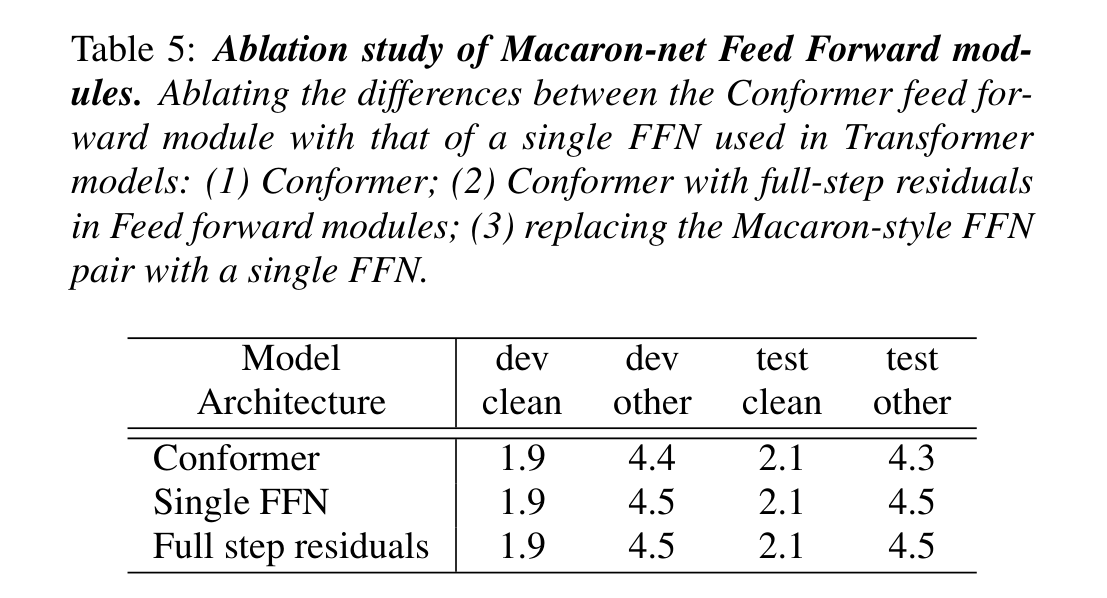 Table 5: Ablation study of Macaron-net Feed Forward mod-
ules. Ablating the differences between the Conformer feed for-
ward module with that of a single FFN used in Transformer
models: (1) Conformer; (2) Conformer with full-step residuals
in Feed forward modules; (3) replacing the Macaron-style FFN
pair with a single FFN.
Model dev dev test test
Architecture clean other clean other
Conformer 1.9 4.4 2.1 4.3
Single FFN 1.9 4.5 2.1 4.5
Full step residuals 1.9 4.5 2.1 4.5